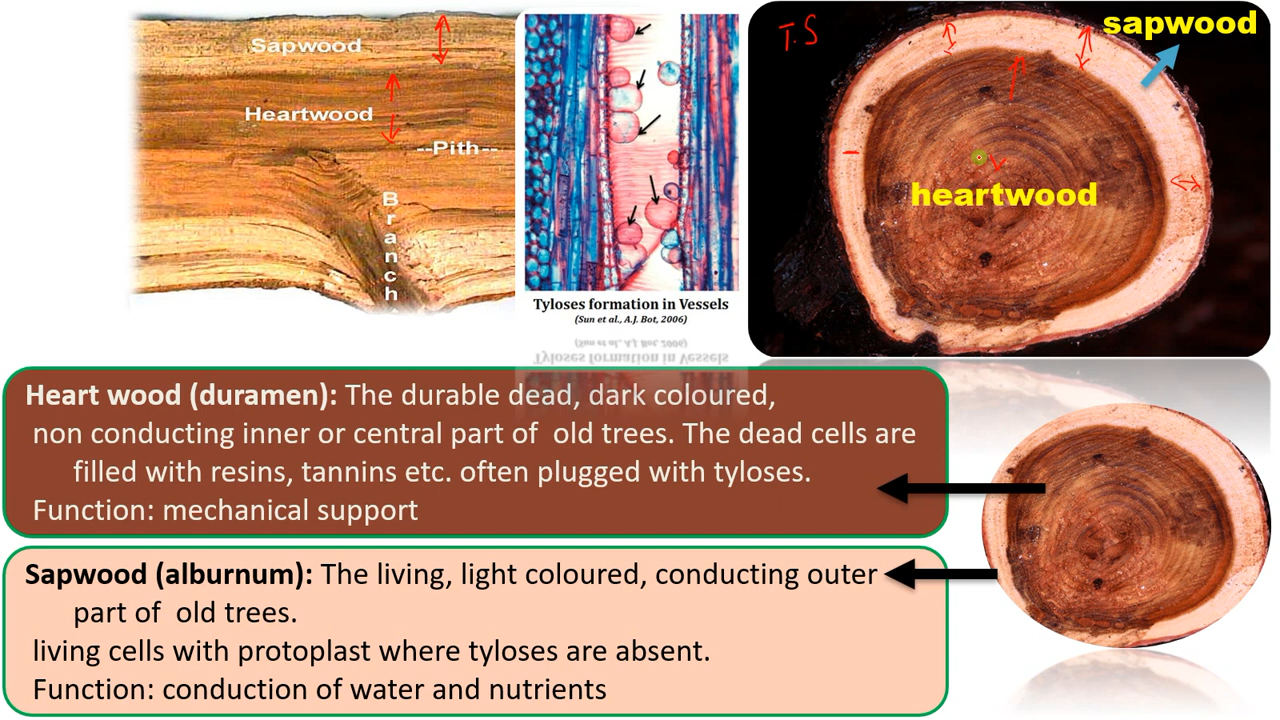 Sapwood
Heartwood
--Pith--
Branch
Tyloses formation in Vessels
(Sun et al., A.J. Bot, 2006)
T.S
sapwood
heartwood
Heart wood (duramen): The durable dead, dark coloured,
non conducting inner or central part of old trees. The dead cells are
filled with resins, tannins etc. often plugged with tyloses.
Function: mechanical support
Sapwood (alburnum): The living, light coloured, conducting outer
part of old trees.
living cells with protoplast where tyloses are absent.
Function: conduction of water and nutrients